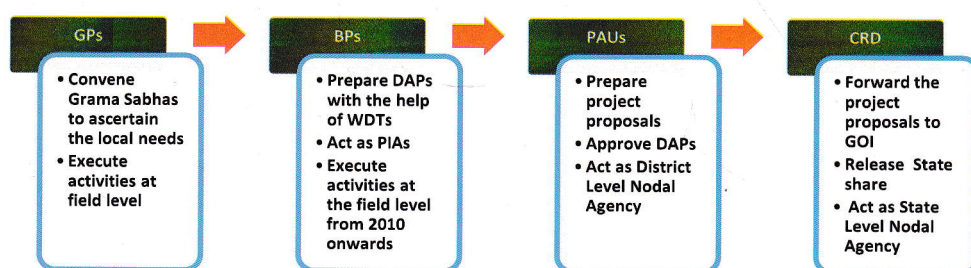 GPs
• Convene
Grama Sabhas
to ascertain
the local needs
• Execute
activities at
field level
BPs
• Prepare DAPs
with the help
of WDTs
• Act as PIAs
• Execute
activities at
the field level
from 2010
onwards
PAUs
• Prepare
project
proposals
• Approve DAPs
• Act as District
Level Nodal
Agency
CRD
• Forward the
project
proposals to
GOI
• Release State
share
• Act as State
Level Nodal
Agency